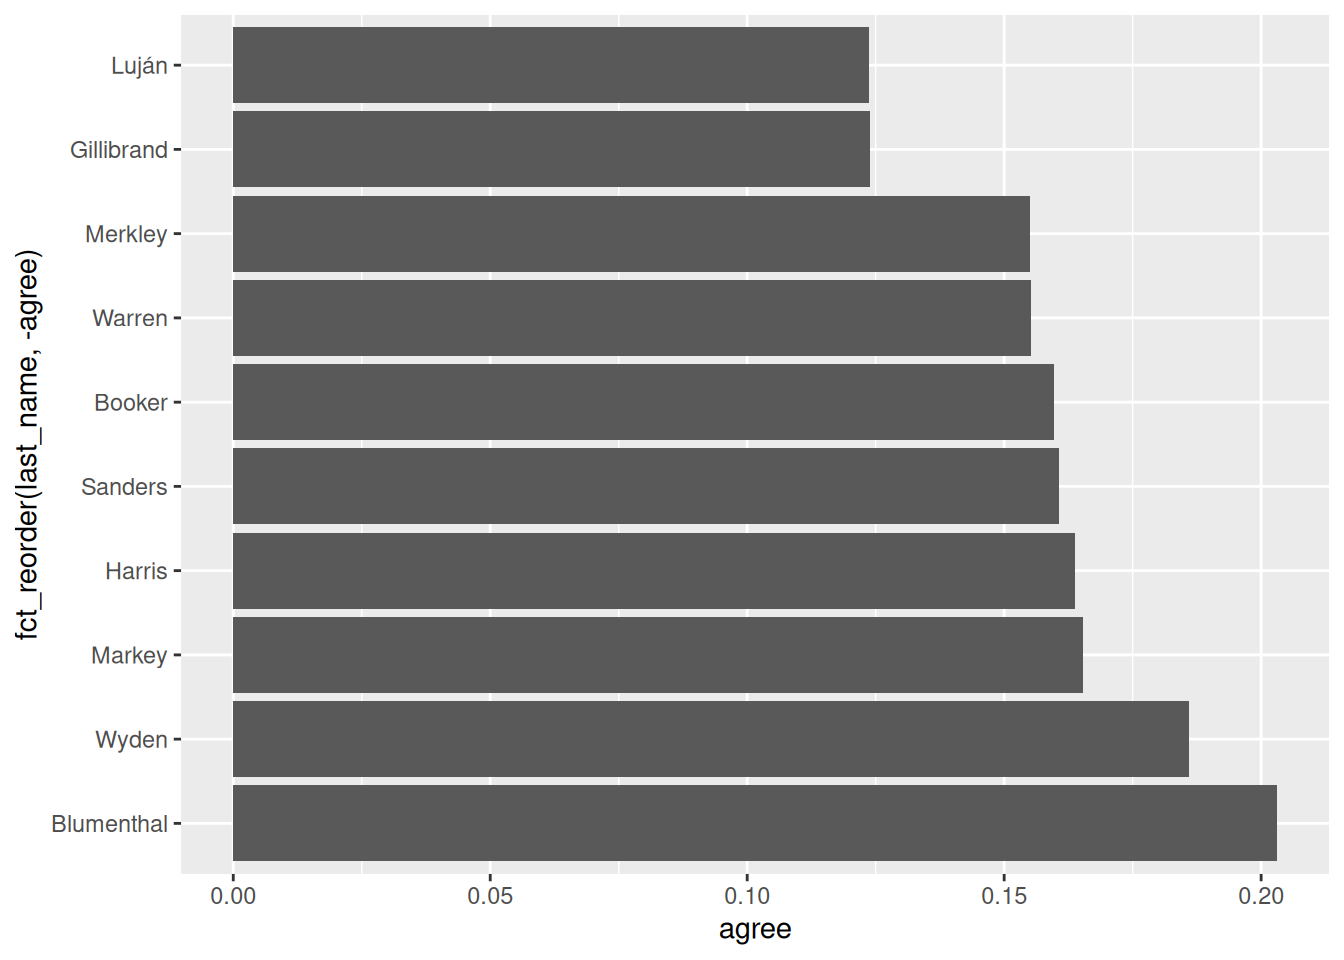 fct_reorder(last_name, -agree)
Luján
Gillibrand
Merkley
Warren
Booker
Sanders
Harris
Markey
Wyden
Blumenthal
0.00 0.05 0.10 0.15 0.20
agree